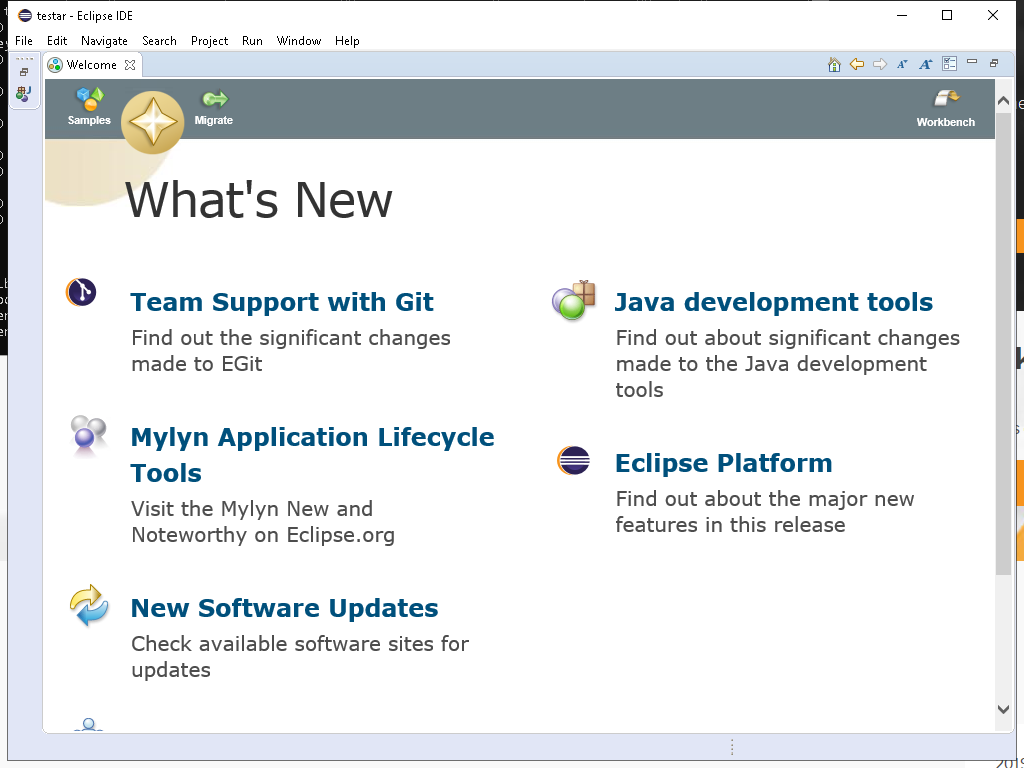 testar - Eclipse IDE
File Edit Navigate Search Project Run Window Help
Welcome
Samples
Migrate
Workbench
What's New
Team Support with Git
Find out the significant changes
made to EGit
Java development tools
Find out about significant changes
made to the Java development
tools
Mylyn Application Lifecycle
Tools
Visit the Mylyn New and
Noteworthy on Eclipse.org
Eclipse Platform
Find out about the major new
features in this release
New Software Updates
Check available software sites for
updates